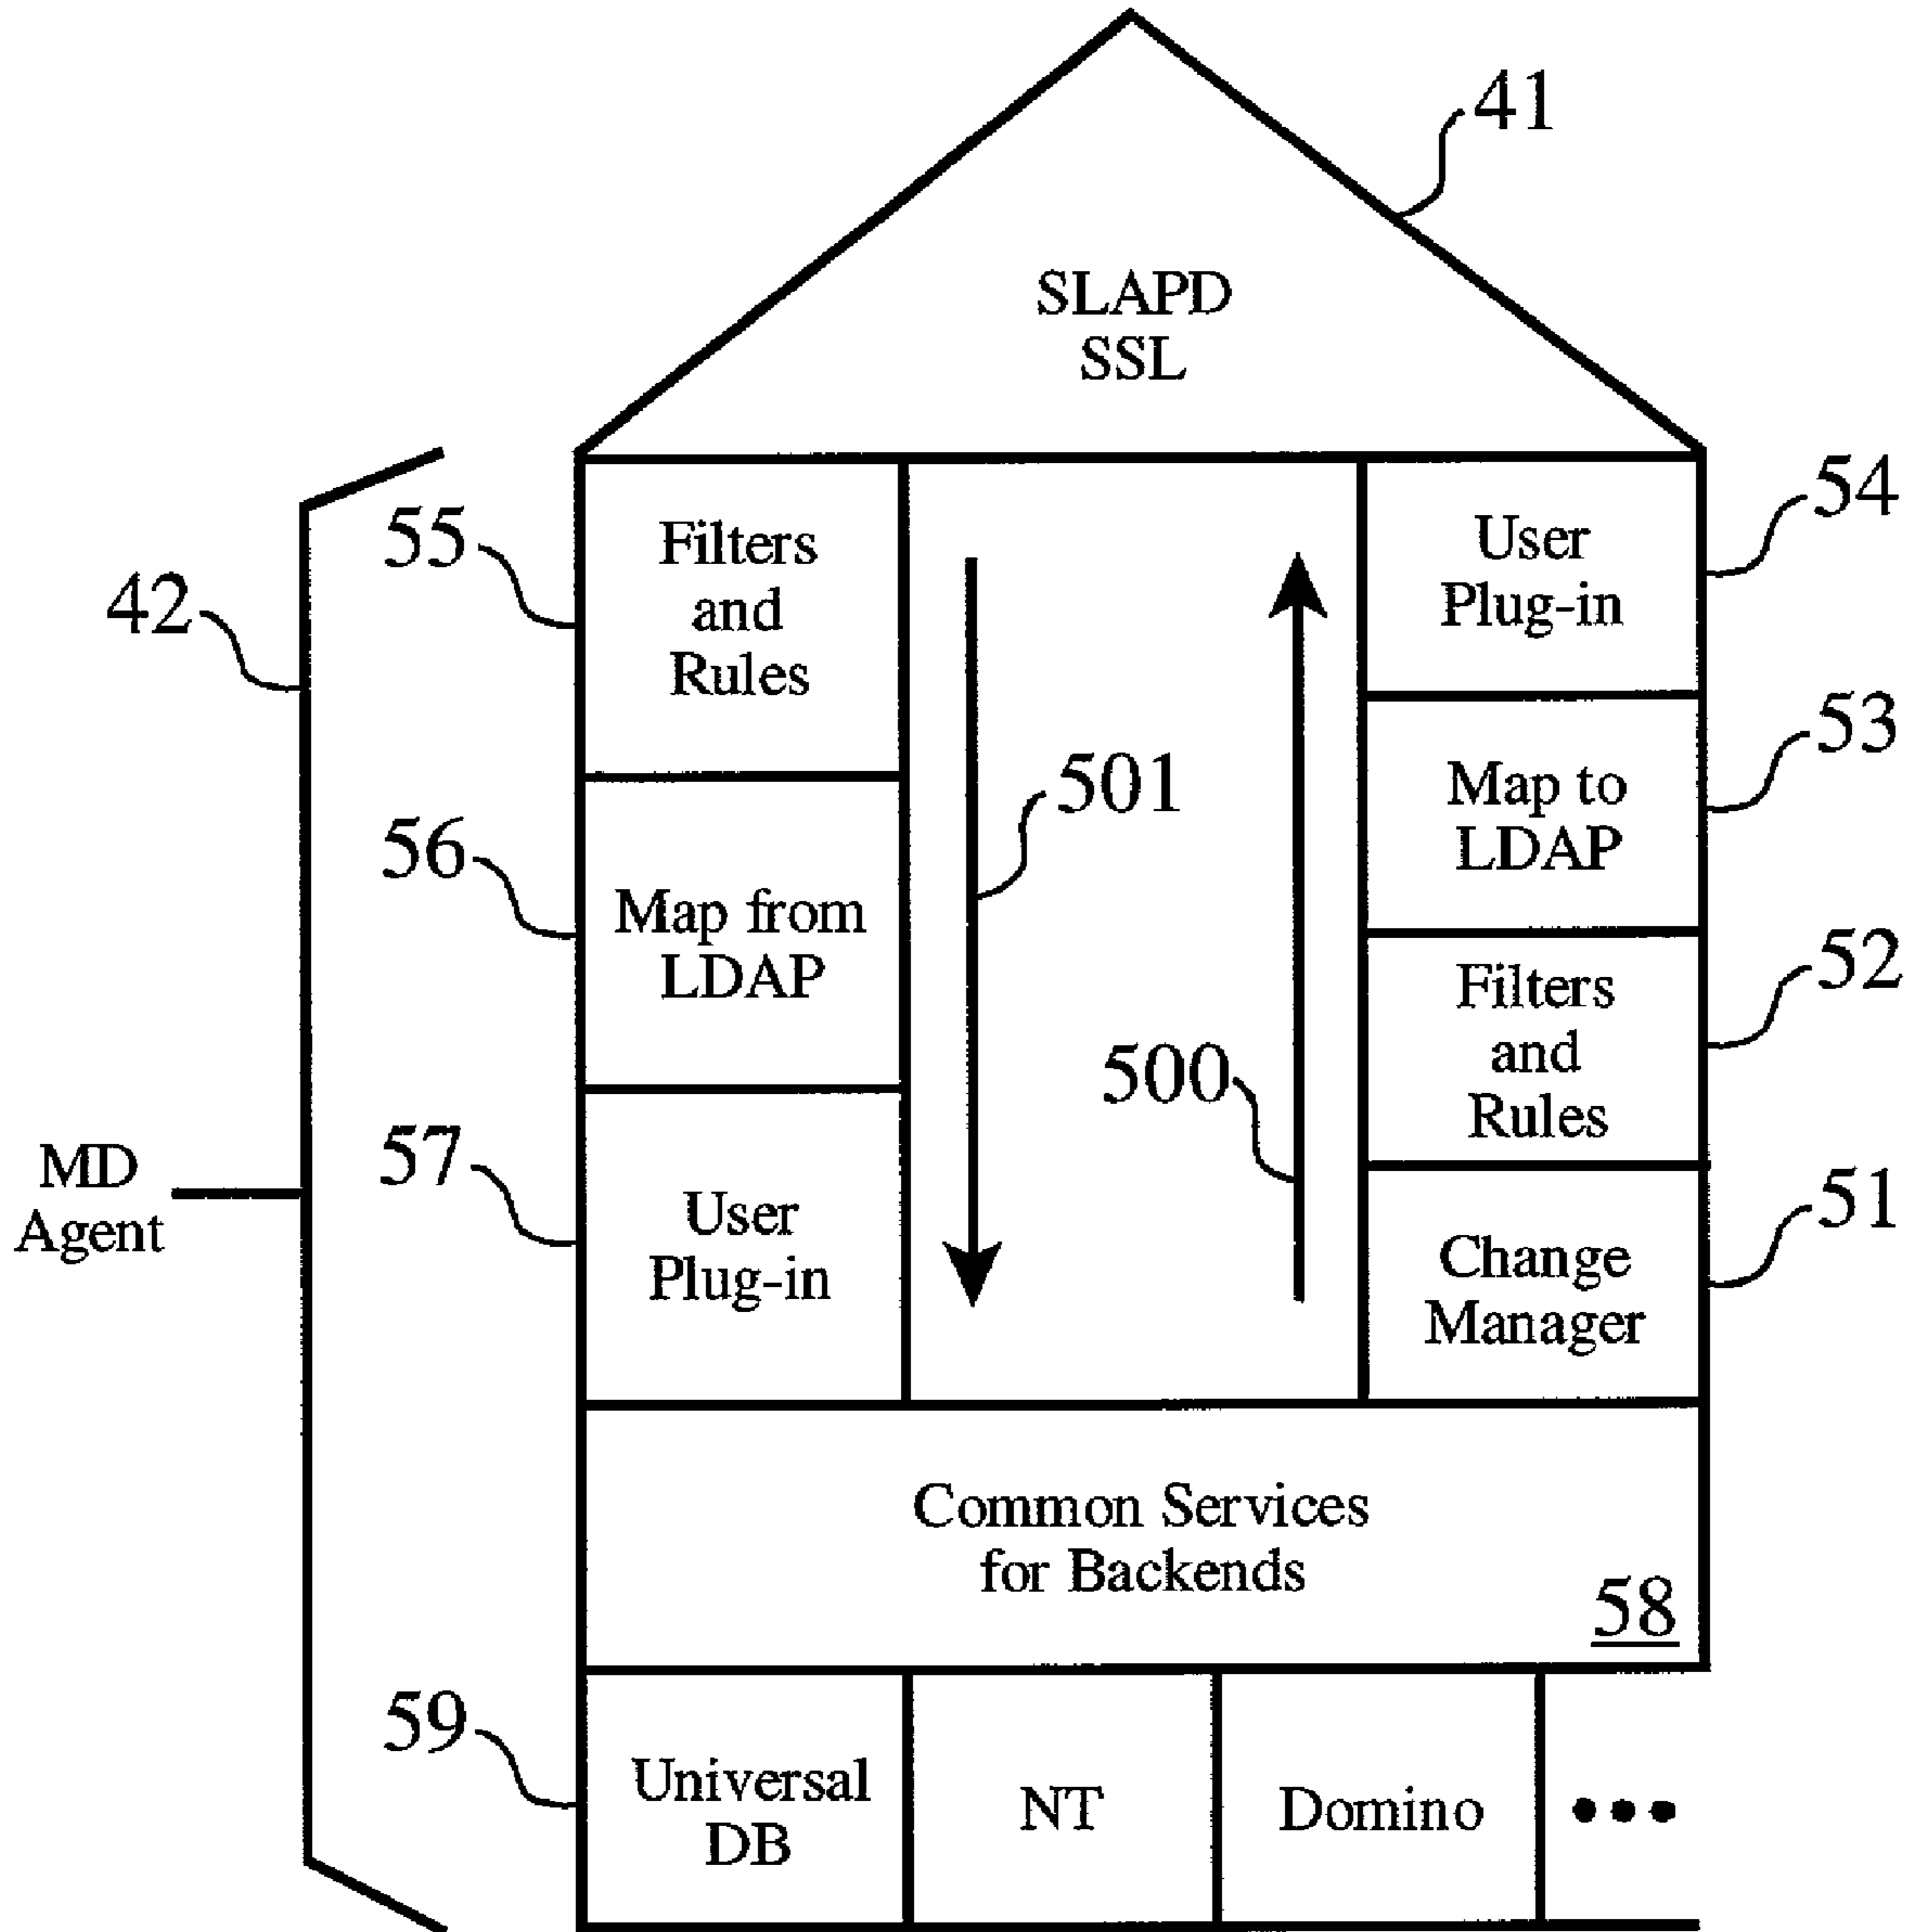 41
SLAPD
SSL
42
MD
Agent
55
Filters
and
Rules
56
Map from
LDAP
57
User
Plug-in
501
500
54
User
Plug-in
53
Map to
LDAP
52
Filters
and
Rules
51
Change
Manager
Common Services
for Backends
58
59
Universal
DB
NT
Domino
•••